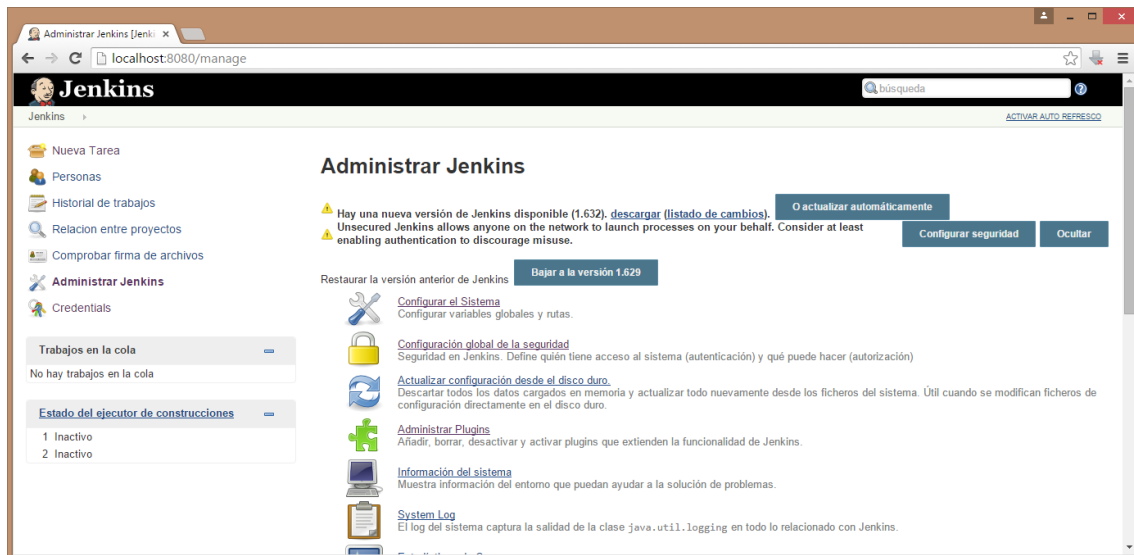 Administrar Jenkins [Jenki
localhost:8080/manage
Jenkins
búsqueda
Jenkins
ACTIVAR AUTO REFRESCO
Nueva Tarea
Personas
Historial de trabajos
Relacion entre proyectos
Comprobar firma de archivos
Administrar Jenkins
Credentials
Trabajos en la cola
No hay trabajos en la cola
Estado del ejecutor de construcciones
1 Inactivo
2 Inactivo
Administrar Jenkins
Hay una nueva versión de Jenkins disponible (1.632). descargar (listado de cambios). O actualizar automáticamente
Unsecured Jenkins allows anyone on the network to launch processes on your behalf. Consider at least
enabling authentication to discourage misuse.
Configurar seguridad Ocultar
Restaurar la versión anterior de Jenkins Bajar a la versión 1.629
Configurar el Sistema
Configurar variables globales y rutas.
Configuración global de la seguridad
Seguridad en Jenkins. Define quién tiene acceso al sistema (autenticación) y qué puede hacer (autorización)
Actualizar configuración desde el disco duro.
Descartar todos los datos cargados en memoria y actualizar todo nuevamente desde los ficheros del sistema. Útil cuando se modifican ficheros de
configuración directamente en el disco duro.
Administrar Plugins
Añadir, borrar, desactivar y activar plugins que extienden la funcionalidad de Jenkins.
Información del sistema
Muestra información del entorno que puedan ayudar a la solución de problemas.
System Log
El log del sistema captura la salida de la clase java.util.logging en todo lo relacionado con Jenkins.